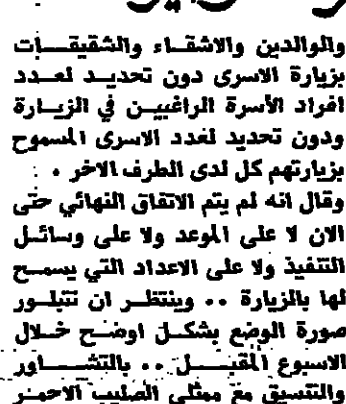 والوالدين والاشقاء والشقيقات
بزيارة الاسرى دون تحديد لعدد
افراد الأسرة الراغبين في الزيارة
ودون تحديد لعدد الاسرى المسموح
بزيارتهم كل لدى الطرف الاخر .
وقال انه لم يتم الاتفاق النهائي حتى
الان لا على الموعد ولا على وسائل
التنفيذ ولا على الاعداد التي يسمح
لها بالزيارة .. وينتظر ان تتبلور
صورة الوضع بشكل اوضح خلال
الاسبوع المقبل .. بالتشاور
والتنسيق مع ممثلي الصليب الاحمر